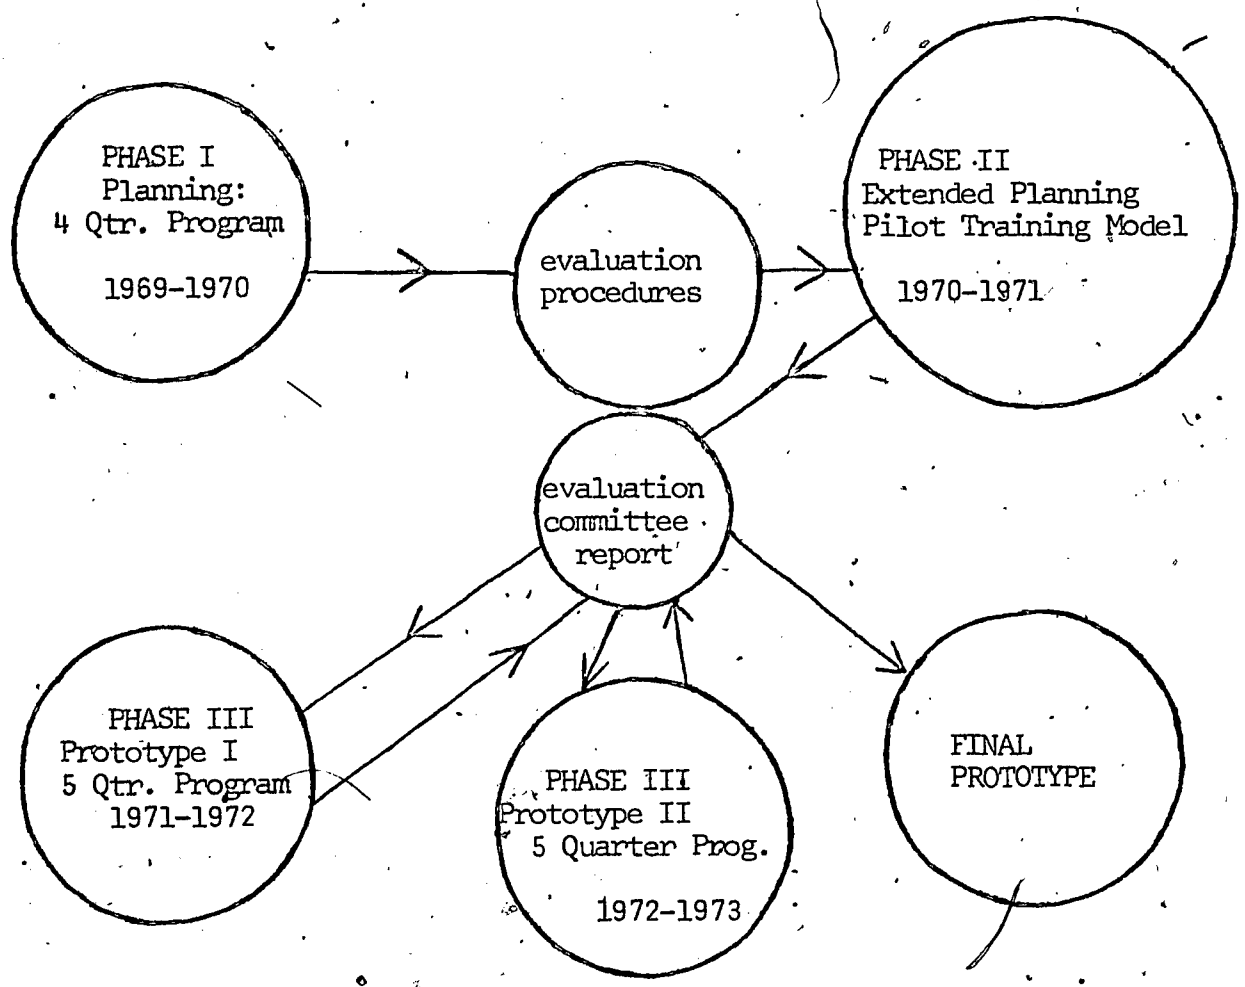 PHASE I
Planning:
4 Qtr. Program
1969-1970
evaluation
procedures
PHASE II
Extended Planning
Pilot Training Model
1970-1971
evaluation
committee
report
PHASE III
Prototype I
5 Qtr. Program
1971-1972
PHASE III
Prototype II
5 Quarter Prog.
1972-1973
FINAL
PROTOTYPE